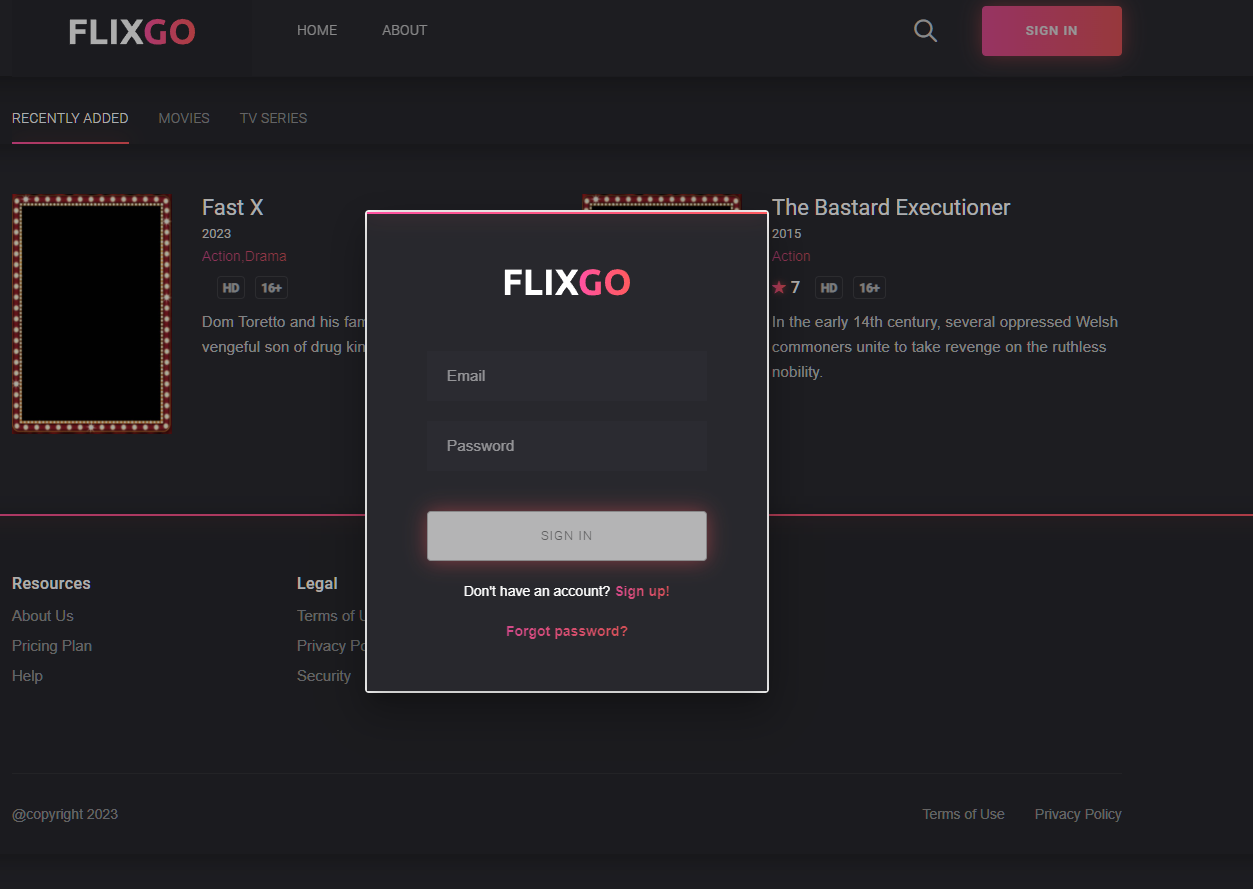 FLIXGO
HOME
ABOUT
SIGN IN
RECENTLY ADDED
MOVIES
TV SERIES
Fast X
2023
Action,Drama
HD
16+
Dom Toretto and his fam
vengeful son of drug kin
The Bastard Executioner
2015
Action
7
HD
16+
In the early 14th century, several oppressed Welsh
commoners unite to take revenge on the ruthless
nobility.
FLIXGO
Email
Password
SIGN IN
Don't have an account? Sign up!
Forgot password?
Resources
About Us
Pricing Plan
Help
Legal
Terms of U
Privacy Po
Security
@copyright 2023
Terms of Use
Privacy Policy